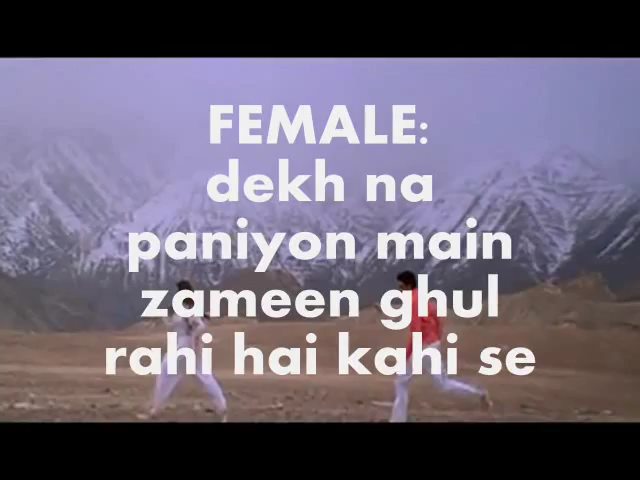 FEMALE:
dekh na
paniyon main
zameen ghul
rahi hai kahi se